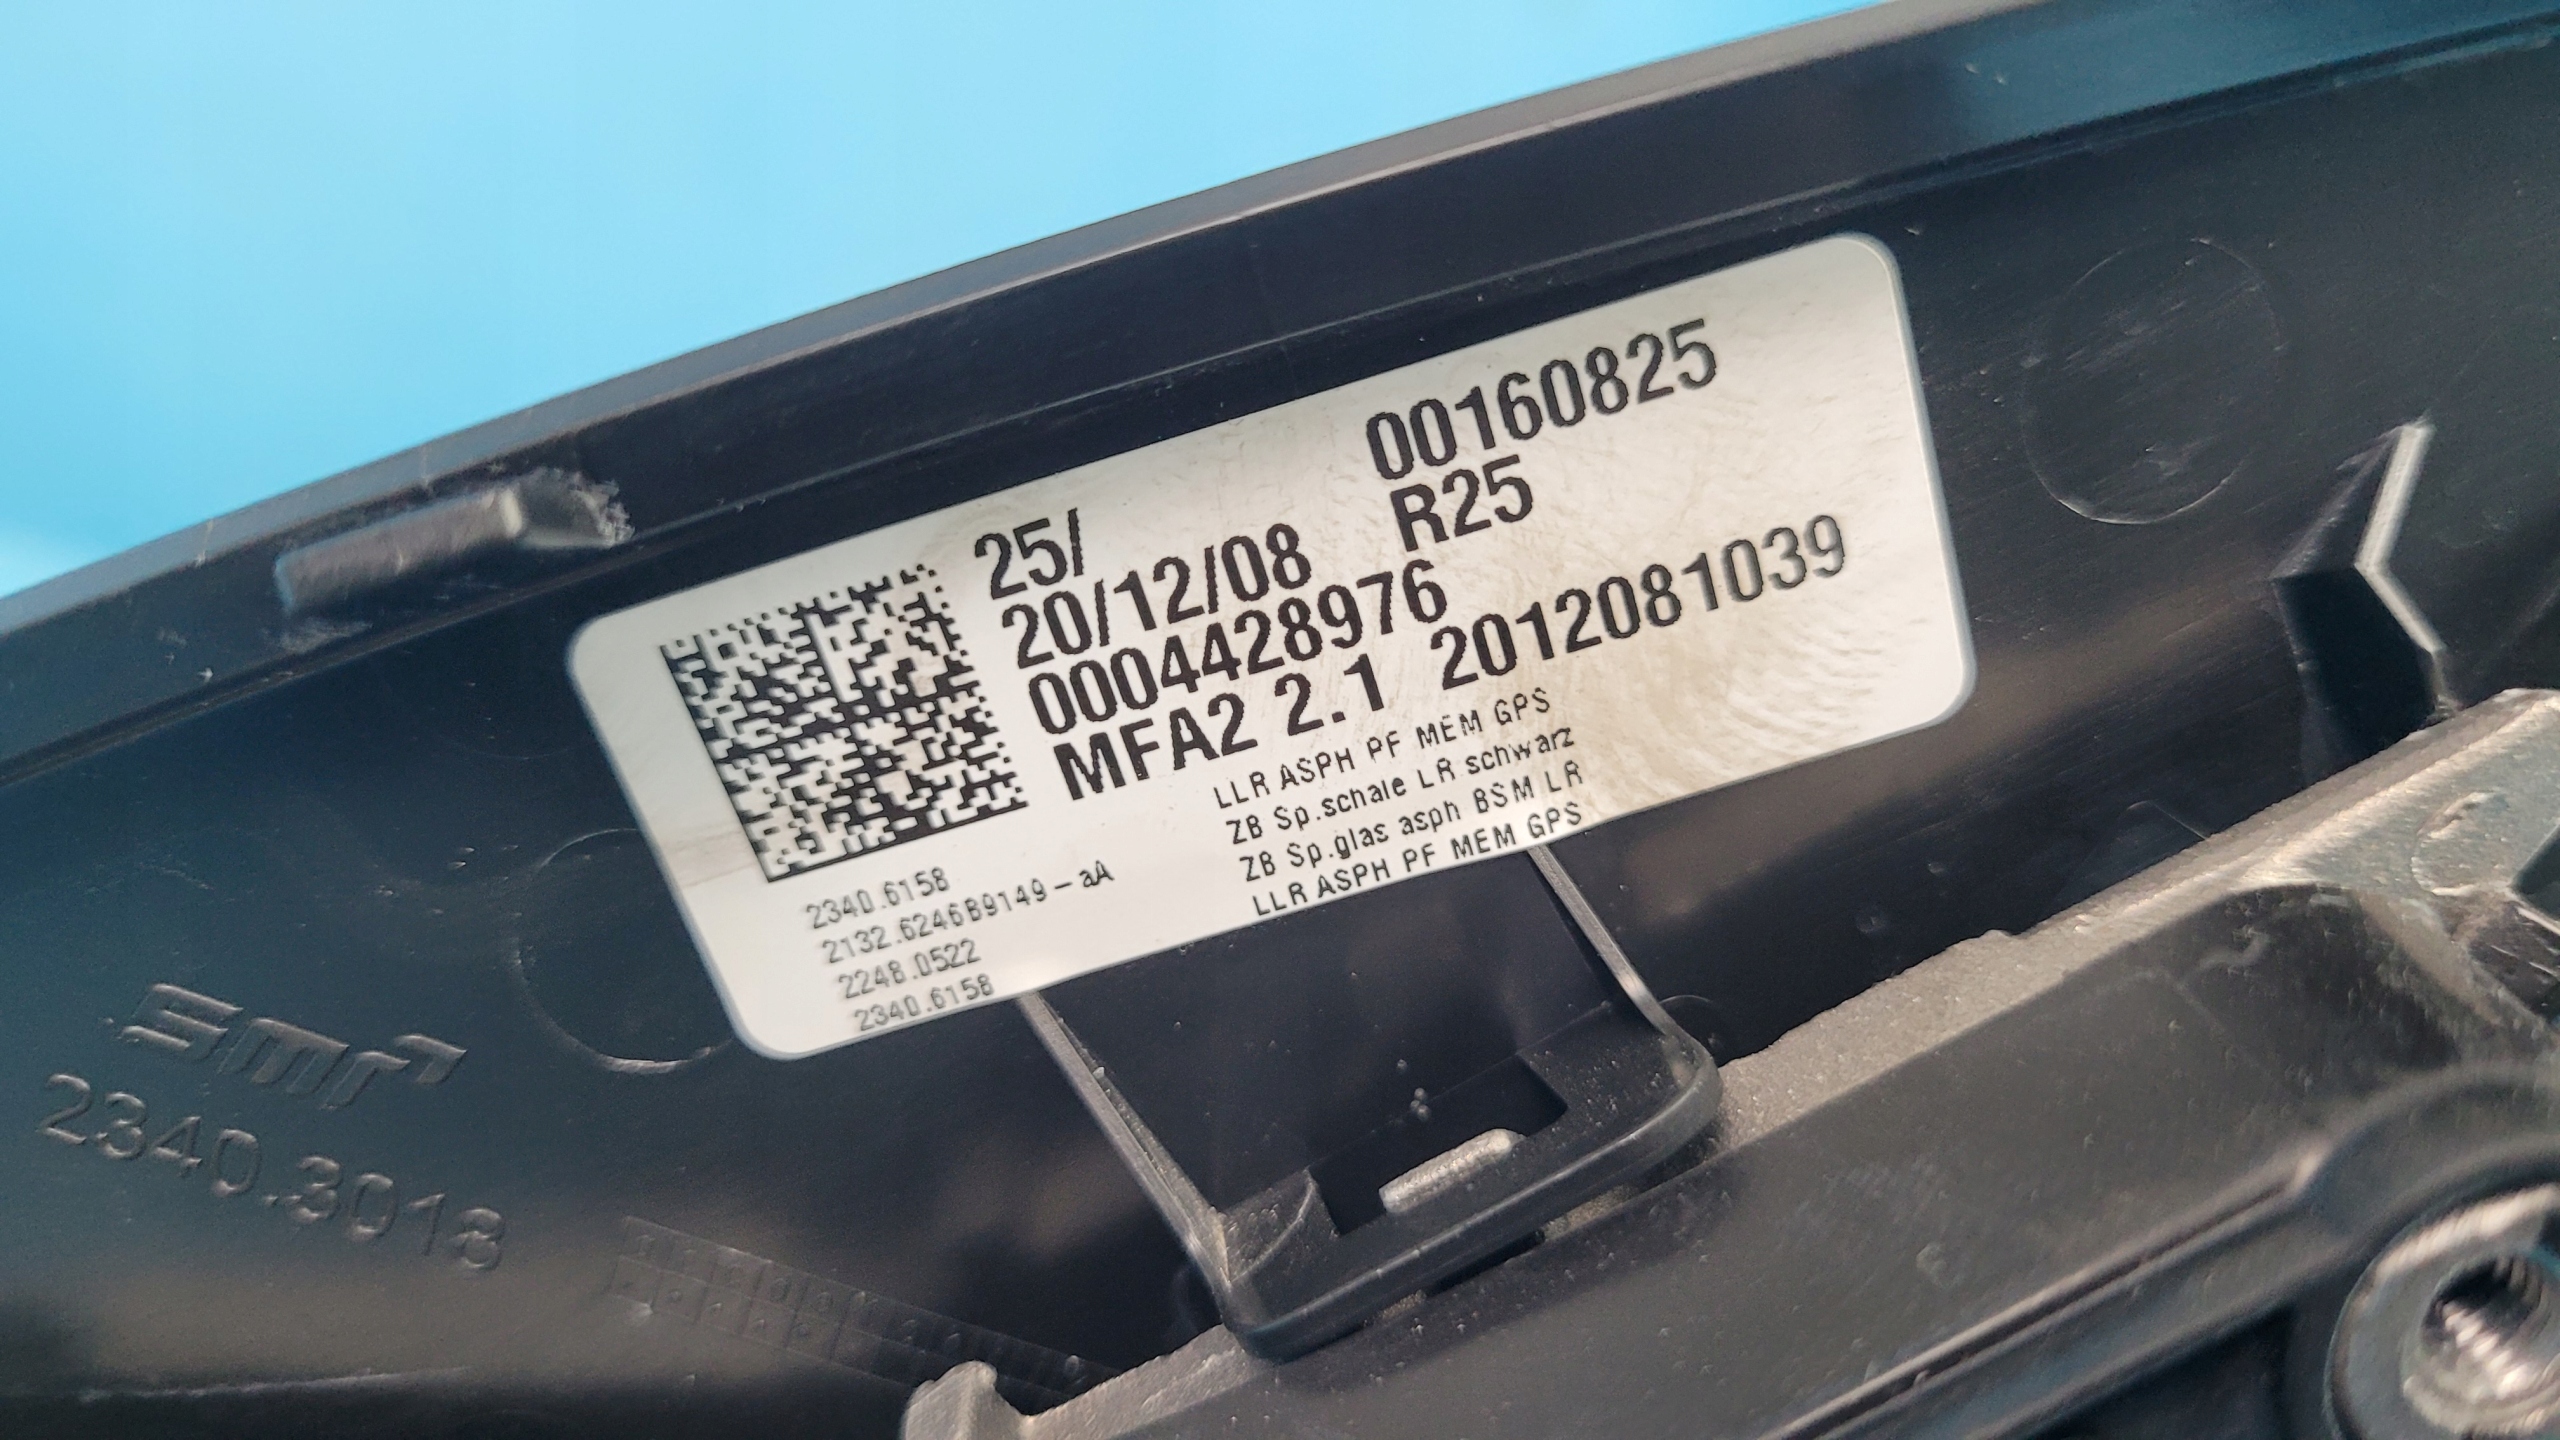 25/ 00160825
20/12/08 R25
0004428976
MFA2 2.1 2012081039
LLR ASPH PF MEM GPS
ZB Sp.schale LR schwarz
ZB Sp.glas asph BSM LR
LLR ASPH PF MEM GPS
2340.6158
2132.6246B9149-aA
2248.0522
2340.6158
smr
2340.3018